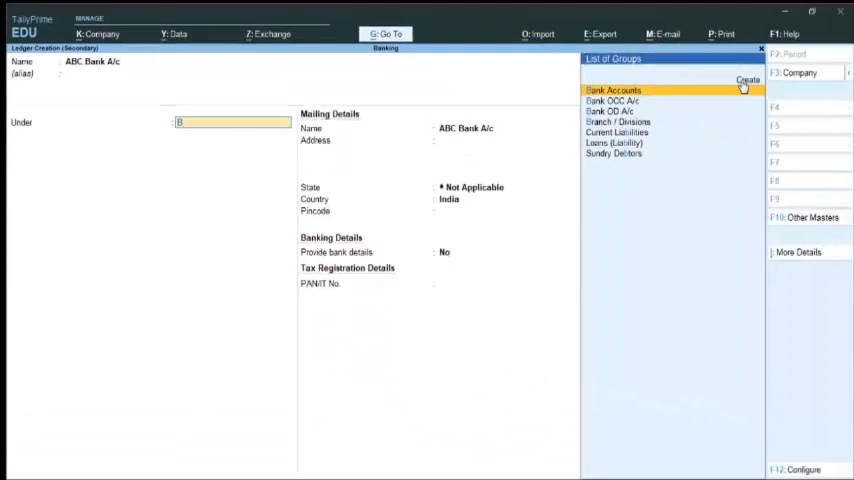 TallyPrime
EDU
MANAGE
K: Company
Y: Data
Z: Exchange
G: Go To
O: Import
E: Export
M: E-mail
P: Print
F1: Help
Ledger Creation (Secondary)
Banking
x
Name : ABC Bank A/c
(alias) :
Under : B
Mailing Details
Name : ABC Bank A/c
Address :
State : ♦ Not Applicable
Country : India
Pincode :
Banking Details
Provide bank details : No
Tax Registration Details
PAN/IT No. :
List of Groups
Create
Bank Accounts
Bank OCC A/c
Bank OD A/c
Branch / Divisions
Current Liabilities
Loans (Liability)
Sundry Debtors
F2: Period
F3: Company
F4
F5
F6
F7
F8
F9
F10: Other Masters
|: More Details
F12: Configure